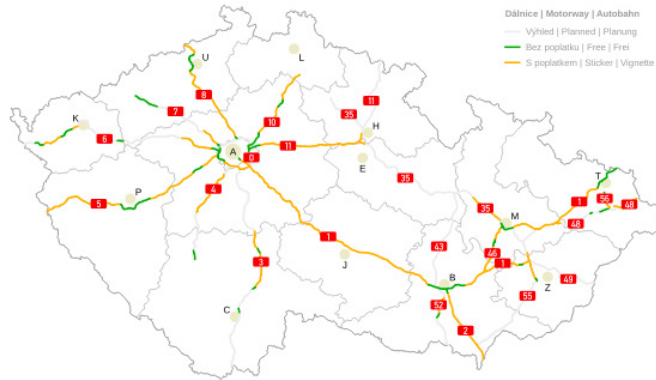 Dálnice | Motorway | Autobahn
Výhled | Planned | Planung
Bez poplatku | Free | Frei
S poplatkem | Sticker | Vignette
U
L
8
7
10
11
35
K
6
H
A
0
11
E
T
35
4
P
5
1
56
48
35
M
48
1
3
43
46
J
1
B
Z
49
52
55
C
2